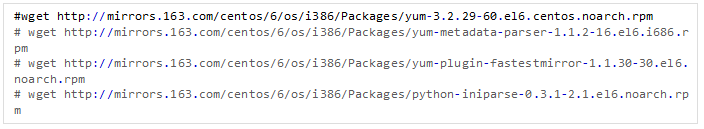 #wget http://mirrors.163.com/centos/6/os/i386/Packages/yum-3.2.29-60.el6.centos.noarch.rpm
# wget http://mirrors.163.com/centos/6/os/i386/Packages/yum-metadata-parser-1.1.2-16.el6.i686.r
pm
# wget http://mirrors.163.com/centos/6/os/i386/Packages/yum-plugin-fastestmirror-1.1.30-30.el6.
noarch.rpm
# wget http://mirrors.163.com/centos/6/os/i386/Packages/python-iniparse-0.3.1-2.1.el6.noarch.rp
m